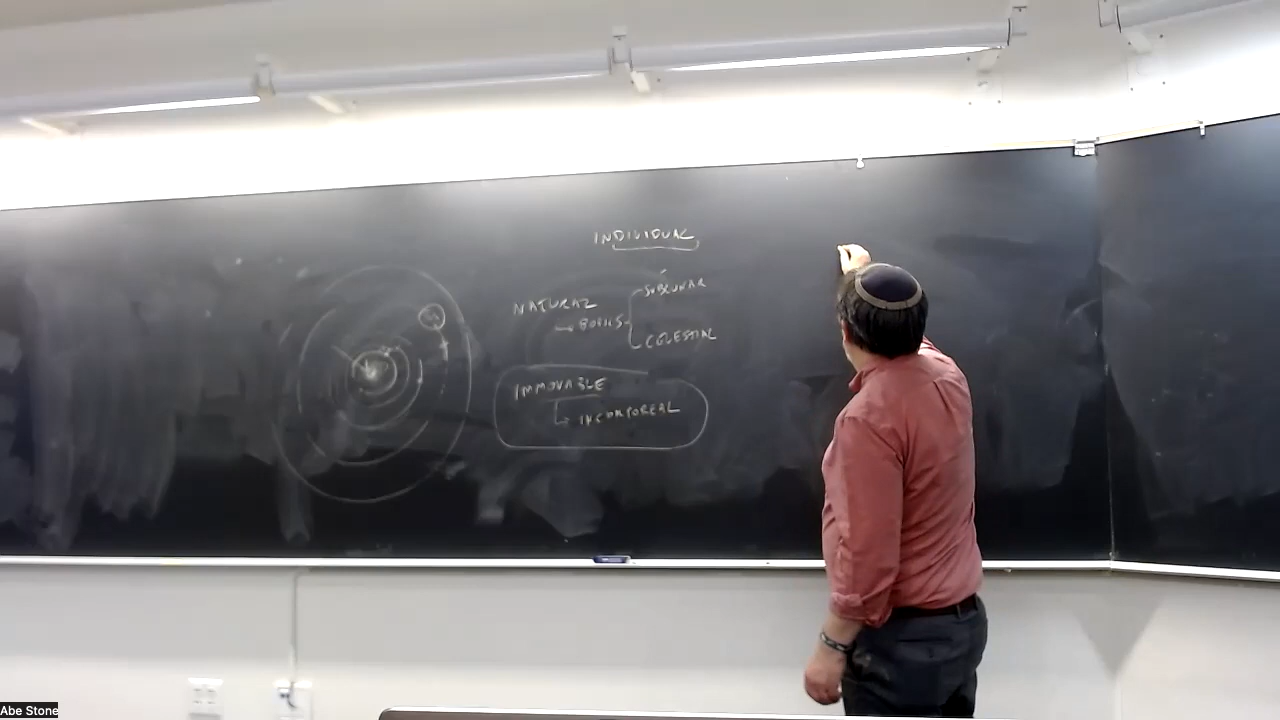 INDIVIDUAL
SUBLUNAR
NATURAL
BODIES
CELESTIAL
IMMOVABLE
INCORPOREAL
Abe Stone